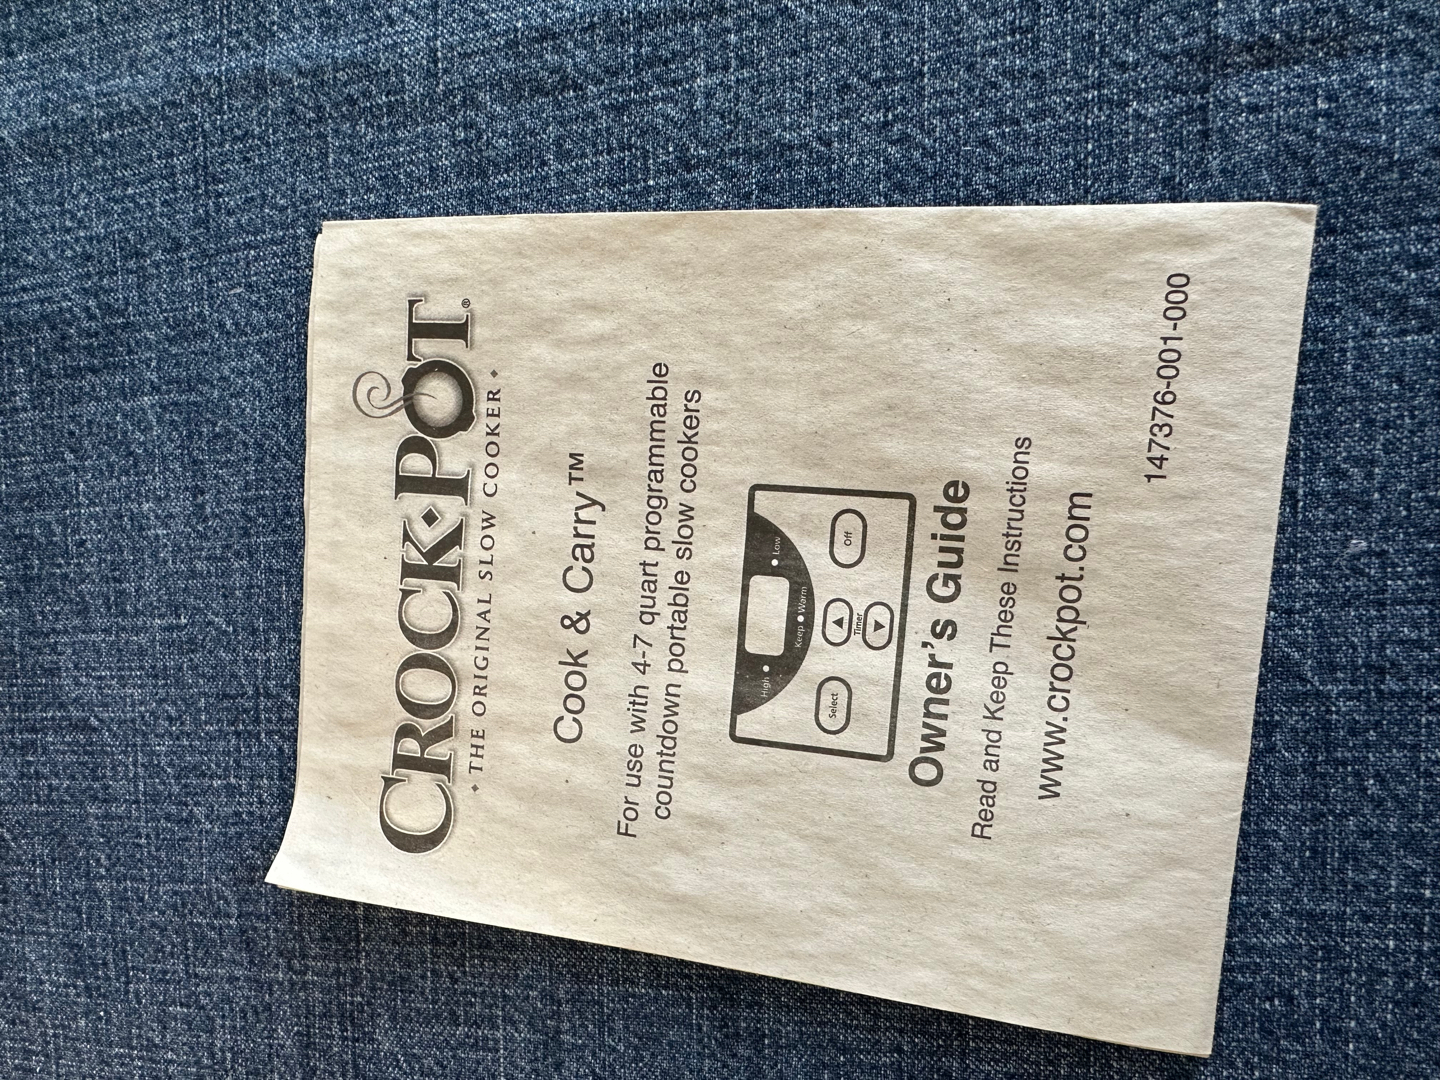 CROCK·POT®
• THE ORIGINAL SLOW COOKER •
Cook & Carry™
For use with 4-7 quart programmable
countdown portable slow cookers
High • • Low
Keep • Warm
Select ▲ Off
Timer
▼
Owner's Guide
Read and Keep These Instructions
www.crockpot.com
147376-001-000